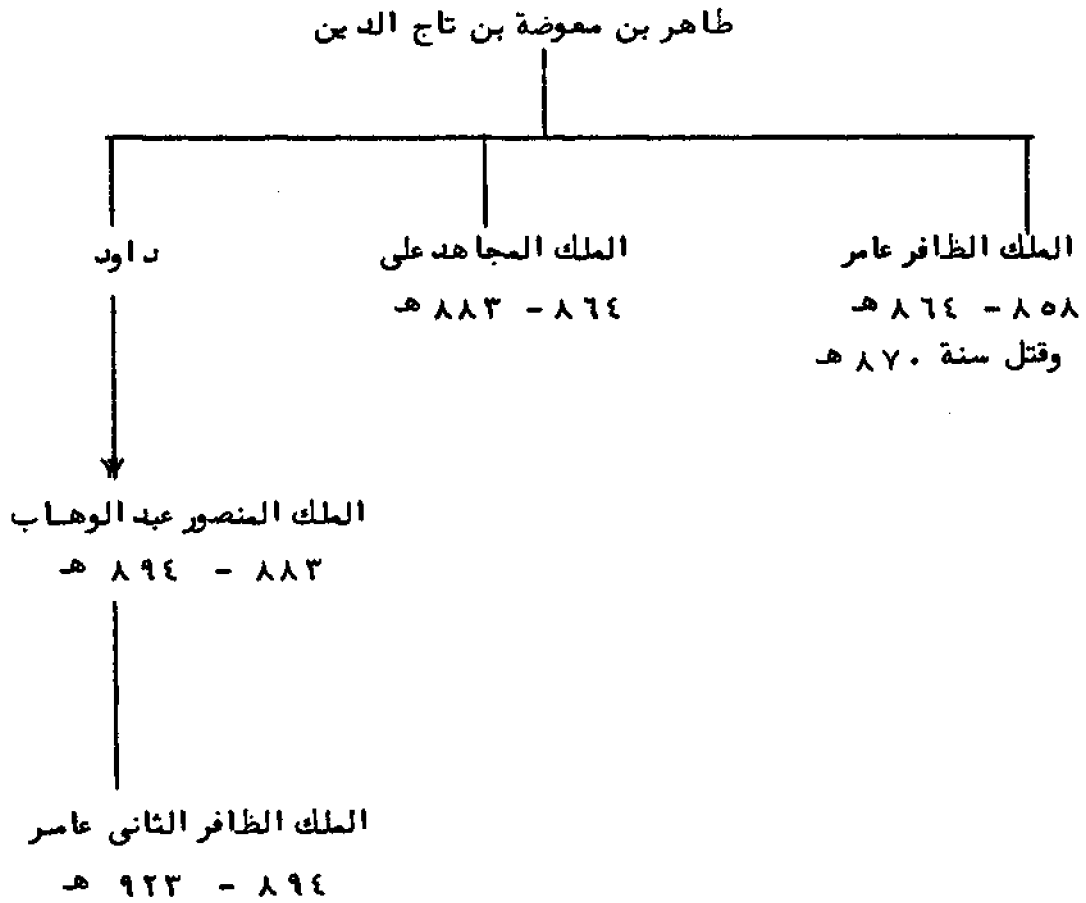 طاهر بن معوضة بن تاج الدين
الملك الظافر عامر
٨٥٨ - ٨٦٤ هـ
وقتل سنة ٨٧٠ هـ
الملك المجاهد على
٨٦٤ - ٨٨٣ هـ
داود
الملك المنصور عبد الوهاب
٨٨٣ - ٨٩٤ هـ
الملك الظافر الثانى عامر
٨٩٤ - ٩٢٣ هـ